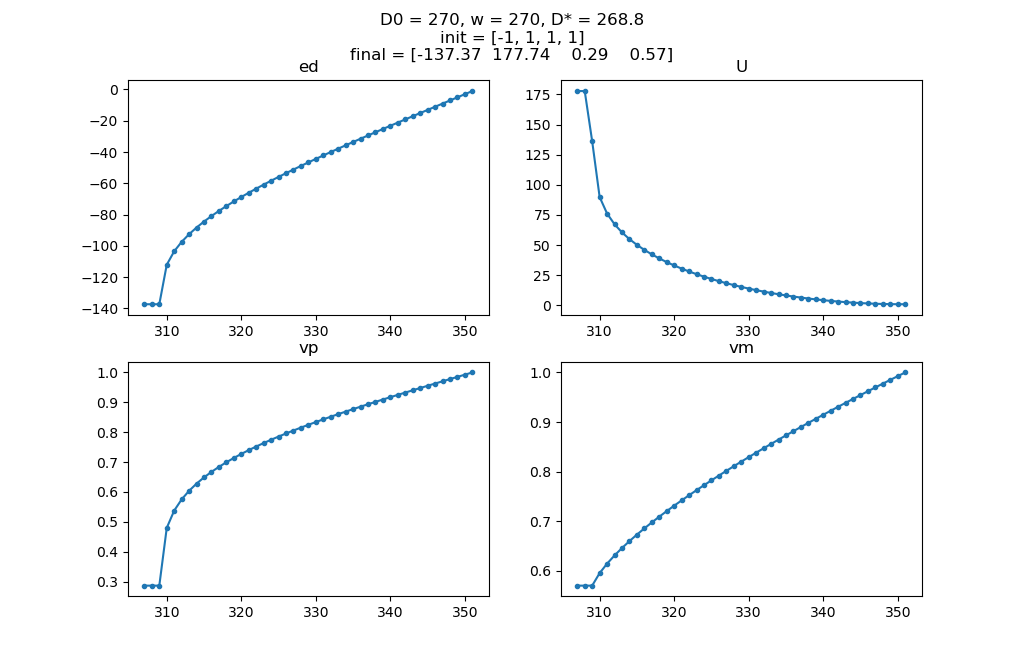 D0 = 270, w = 270, D* = 268.8
init = [-1, 1, 1, 1]
final = [-137.37  177.74    0.29    0.57]
ed
0
−20
−40
−60
−80
−100
−120
−140
310 320 330 340 350
U
175
150
125
100
75
50
25
0
310 320 330 340 350
vp
1.0
0.9
0.8
0.7
0.6
0.5
0.4
0.3
310 320 330 340 350
vm
1.0
0.9
0.8
0.7
0.6
310 320 330 340 350